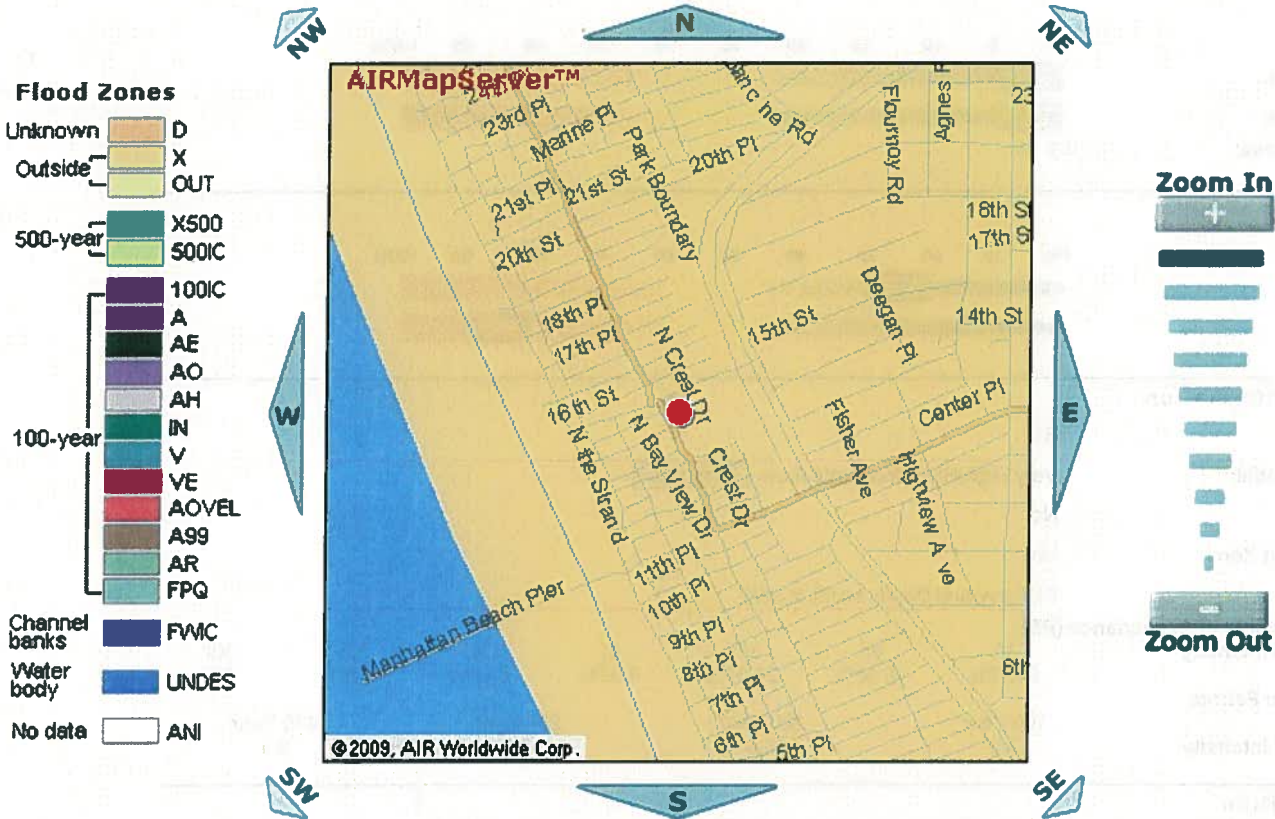 NW
N
NE
AIRMapServer™
Flood Zones
Unknown
D
Outside
X
OUT
500-year
X500
500IC
100-year
100IC
A
AE
AO
AH
IN
V
VE
AOVEL
A99
AR
FPQ
Channel banks
FWIC
Water body
UNDES
No data
ANI
W
E
Zoom In
+
-
Zoom Out
23rd Pl
Marine Pl
21st Pl
21st St
20th St
Park Boundary
20th Pl
Flournoy Rd
18th St
17th St
18th Pl
17th Pl
16th St
N Crest Dr
15th St
Deegan Pl
14th St
Center Pl
Fisher Ave
Highview Ave
N the Strand
N Bay View Dr
Crest Dr
11th Pl
10th Pl
9th Pl
8th Pl
7th Pl
6th Pl
5th Pl
6th
23
Manhattan Beach Pier
©2009, AIR Worldwide Corp.
SW
S
SE